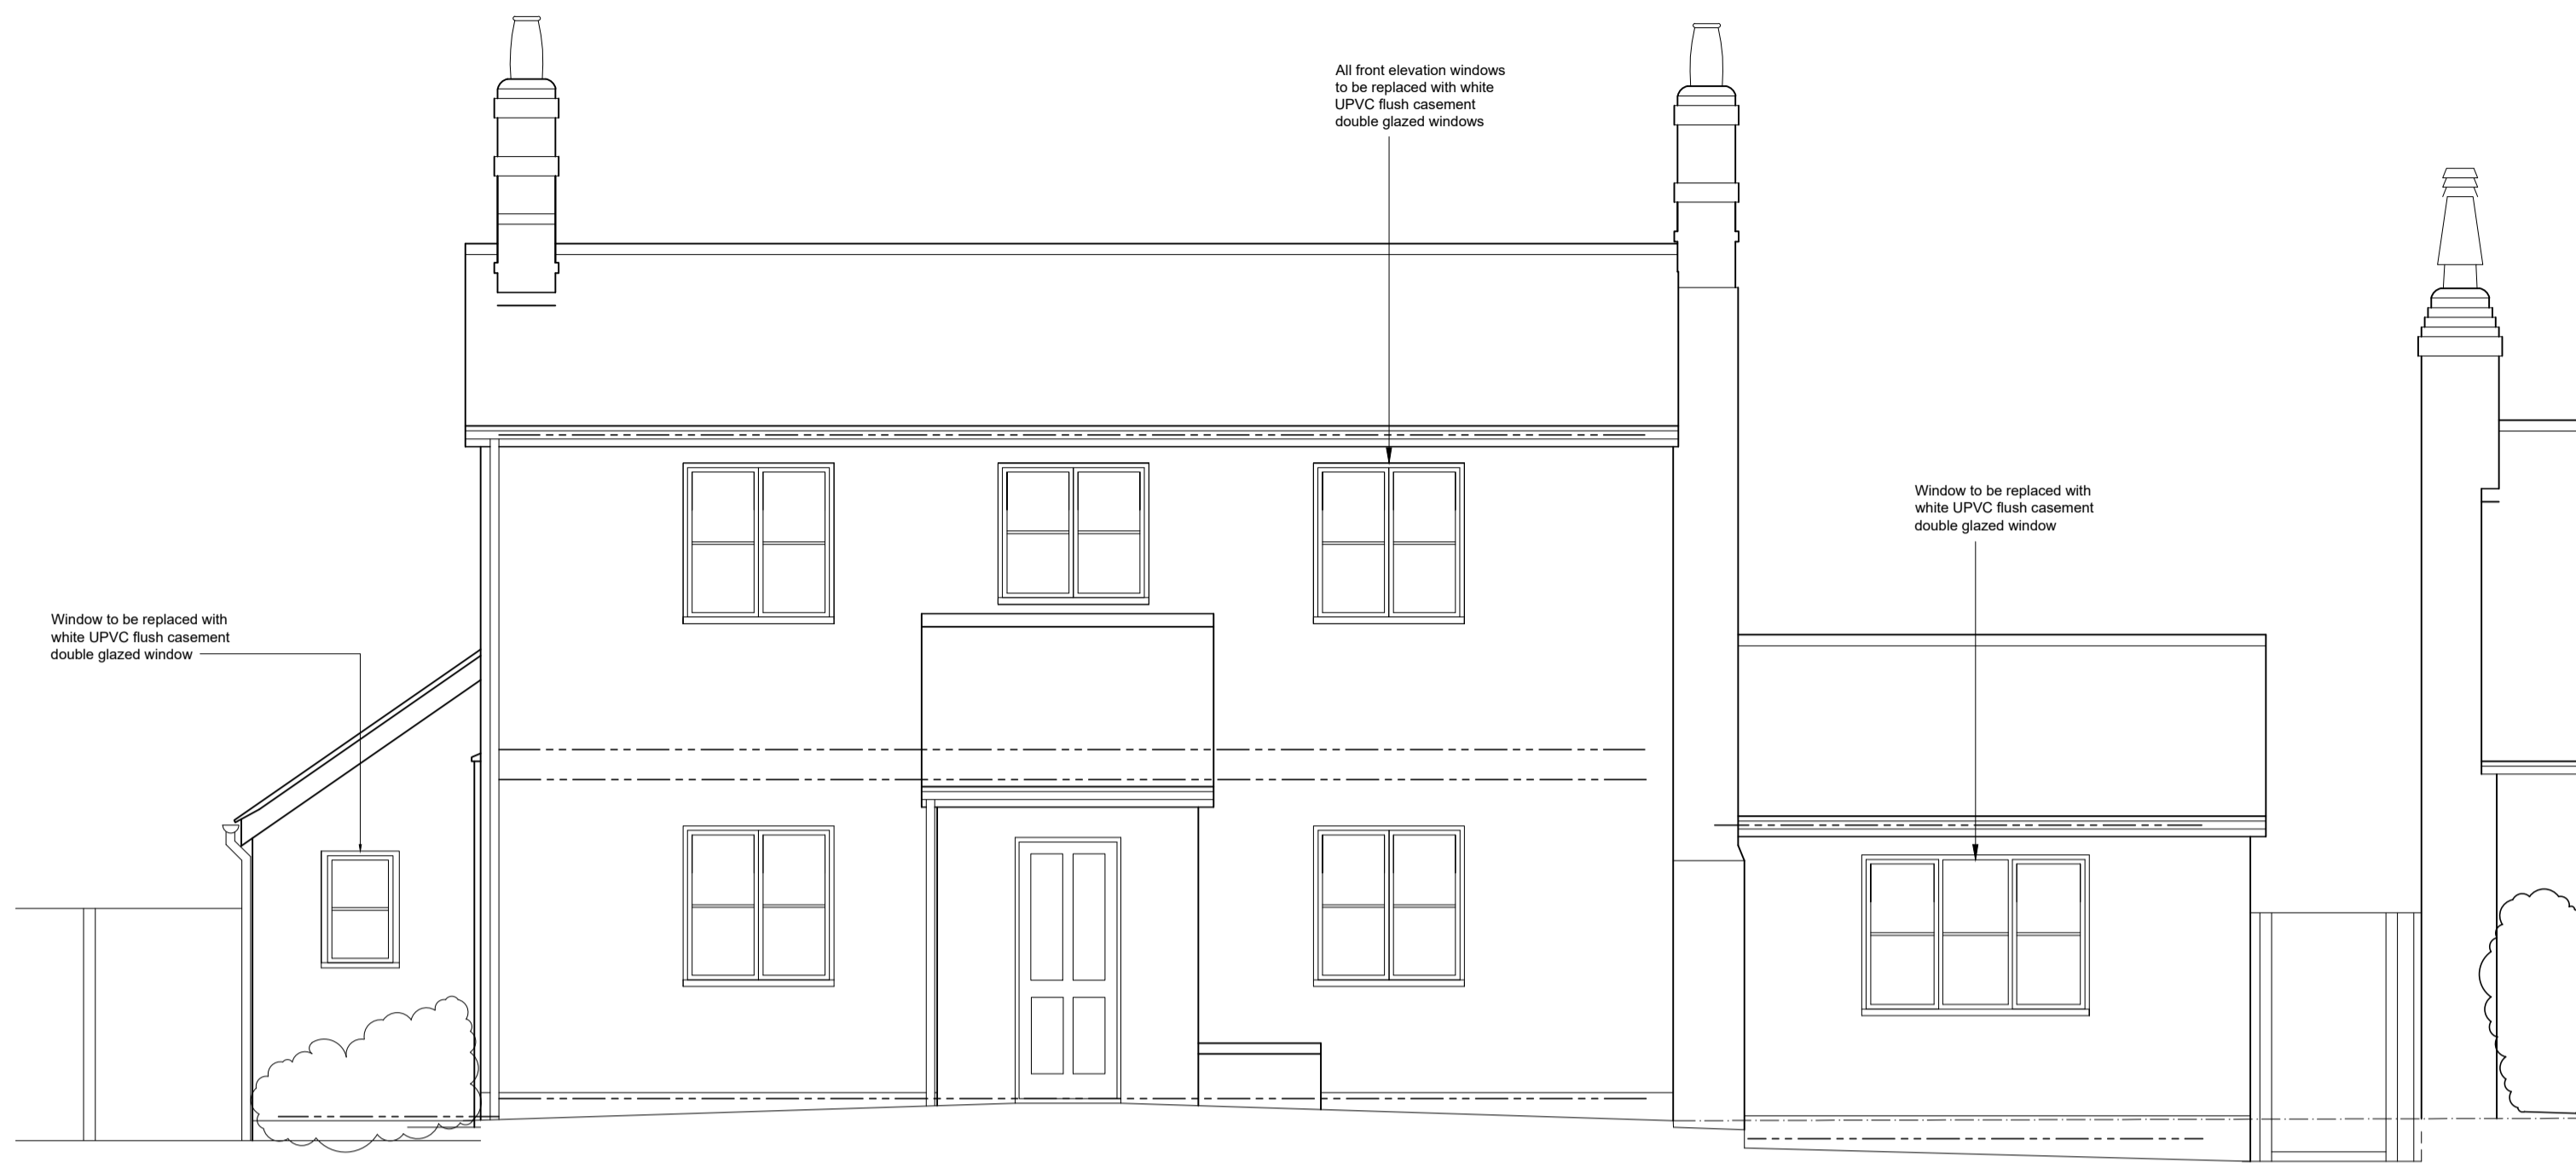 All front elevation windows
to be replaced with white
UPVC flush casement
double glazed windows
Window to be replaced with
white UPVC flush casement
double glazed window
Window to be replaced with
white UPVC flush casement
double glazed window